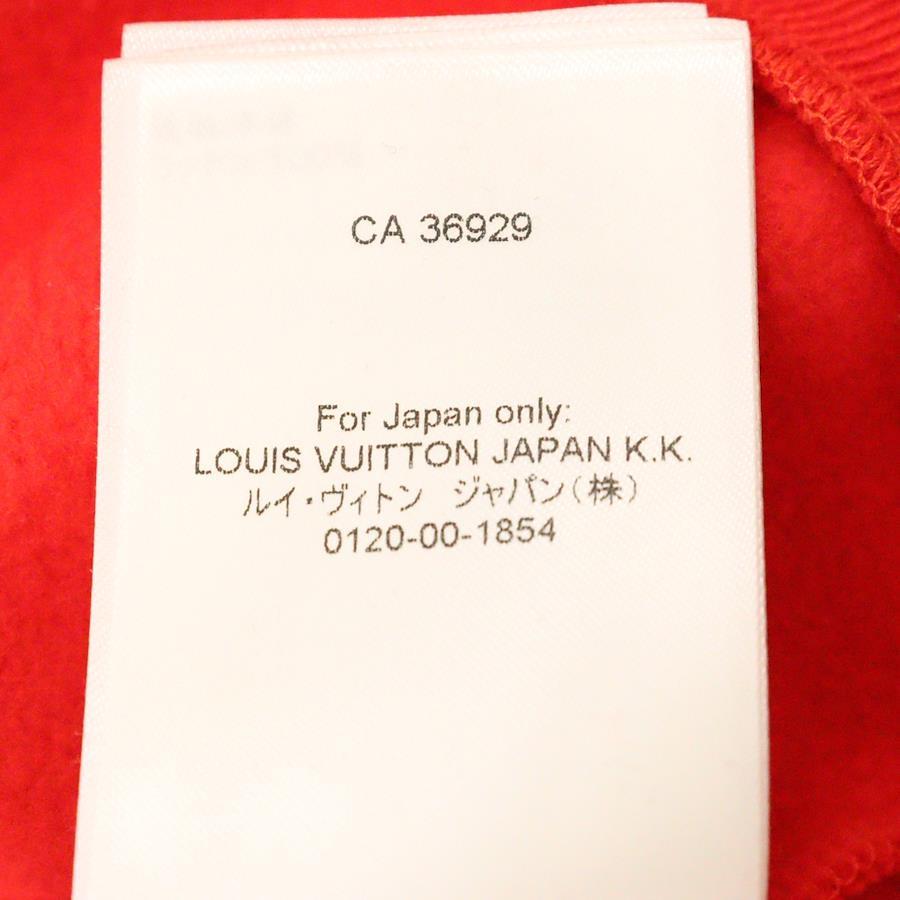 CA 36929
For Japan only:
LOUIS VUITTON JAPAN K.K.
ルイ・ヴィトン　ジャパン（株）
0120-00-1854